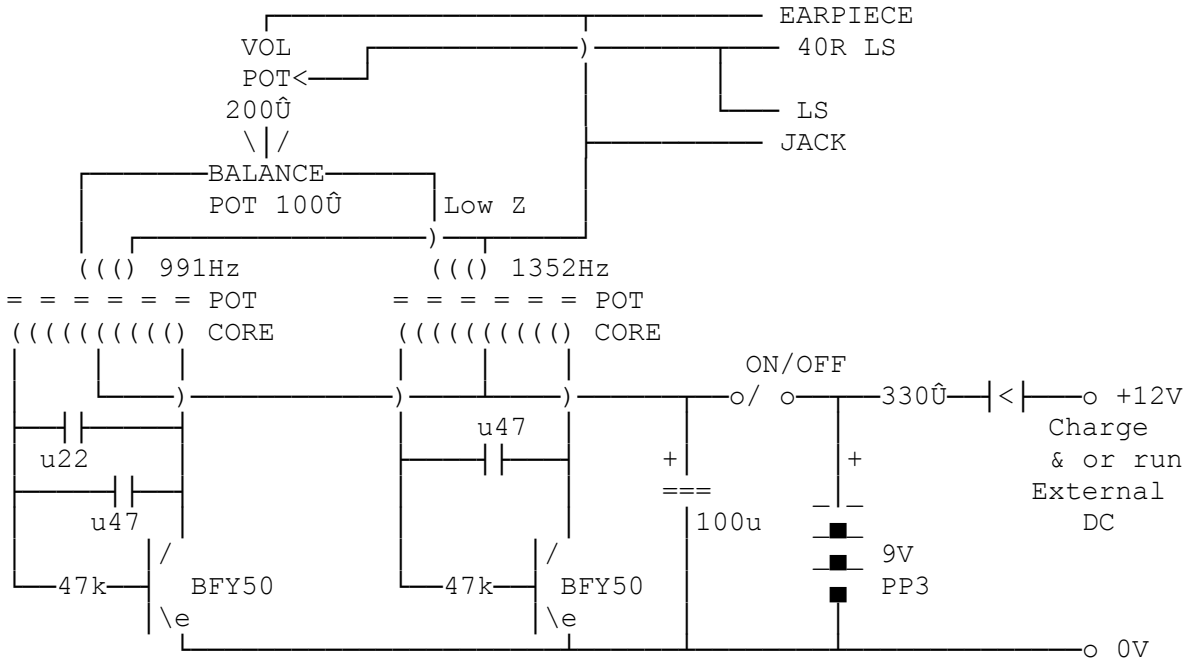 EARPIECE
VOL 40R LS
POT<
200Û LS
JACK
BALANCE
POT 100Û Low Z
991Hz 1352Hz
POT POT
CORE CORE
ON/OFF
330Û +12V
u47 Charge
u22 + + & or run
External
u47 100u DC
9V
47k BFY50 47k BFY50 PP3
e e
0V